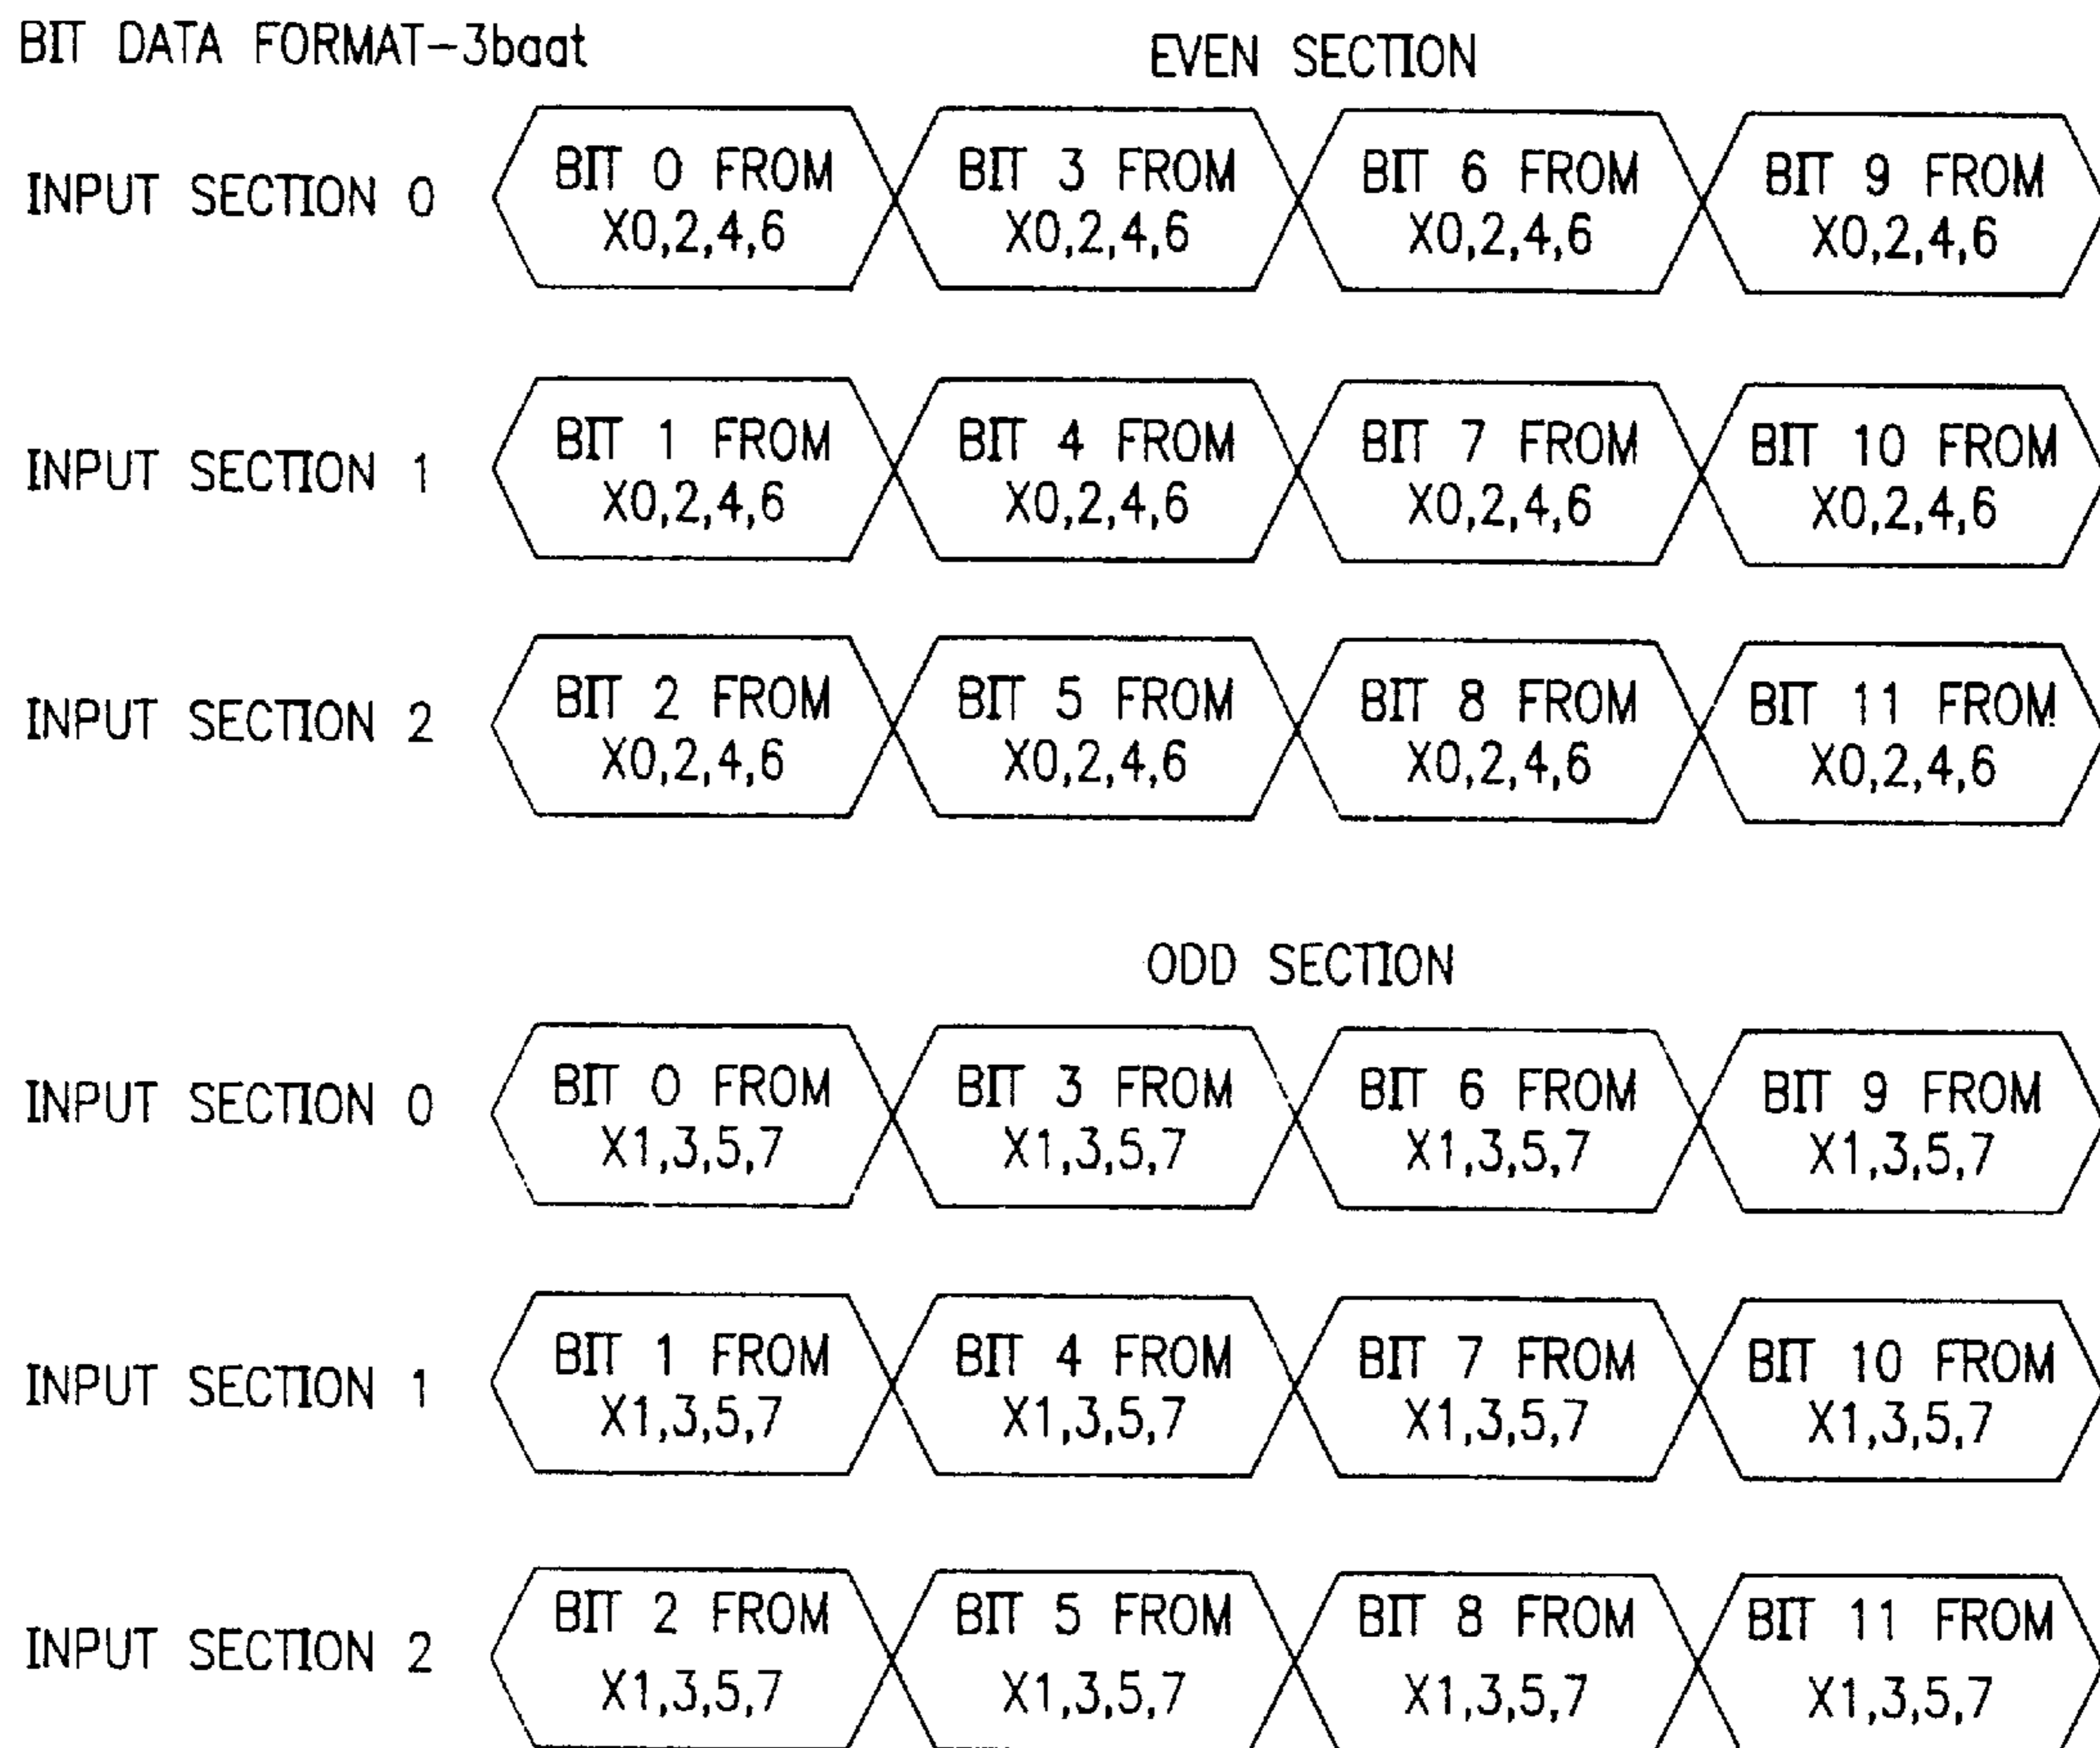 BIT DATA FORMAT-3baat
EVEN SECTION
INPUT SECTION 0
BIT 0 FROM
X0,2,4,6
BIT 3 FROM
X0,2,4,6
BIT 6 FROM
X0,2,4,6
BIT 9 FROM
X0,2,4,6
INPUT SECTION 1
BIT 1 FROM
X0,2,4,6
BIT 4 FROM
X0,2,4,6
BIT 7 FROM
X0,2,4,6
BIT 10 FROM
X0,2,4,6
INPUT SECTION 2
BIT 2 FROM
X0,2,4,6
BIT 5 FROM
X0,2,4,6
BIT 8 FROM
X0,2,4,6
BIT 11 FROM
X0,2,4,6
ODD SECTION
INPUT SECTION 0
BIT 0 FROM
X1,3,5,7
BIT 3 FROM
X1,3,5,7
BIT 6 FROM
X1,3,5,7
BIT 9 FROM
X1,3,5,7
INPUT SECTION 1
BIT 1 FROM
X1,3,5,7
BIT 4 FROM
X1,3,5,7
BIT 7 FROM
X1,3,5,7
BIT 10 FROM
X1,3,5,7
INPUT SECTION 2
BIT 2 FROM
X1,3,5,7
BIT 5 FROM
X1,3,5,7
BIT 8 FROM
X1,3,5,7
BIT 11 FROM
X1,3,5,7